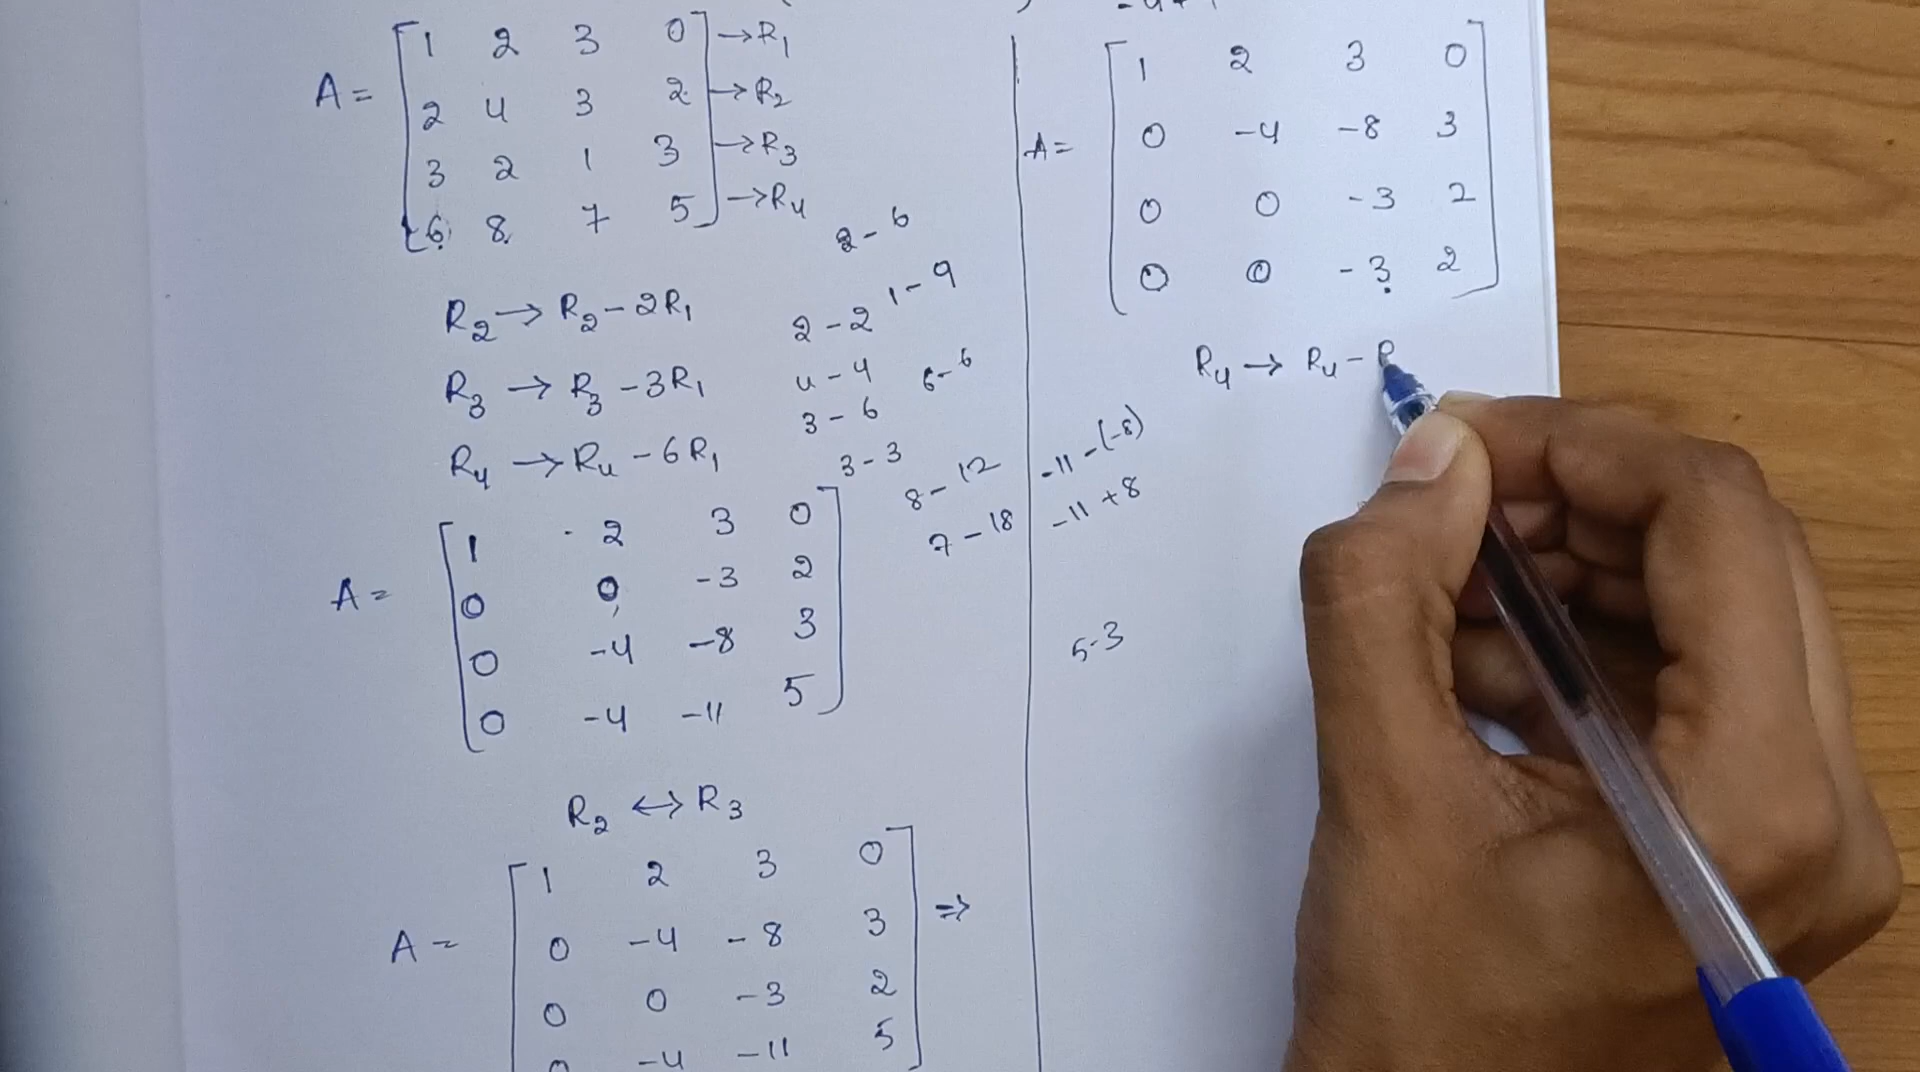 A = [ 1 2 3 0 ] → R1
2 4 3 2 → R2
3 2 1 3 → R3
6 8 7 5 → R4
2 - 6
1 - 9
R2 → R2 - 2R1
2 - 2
R3 → R3 - 3R1
4 - 4
6 - 6
3 - 6
R4 → R4 - 6R1
3 - 3
8 - 12
7 - 18
A = [ 1 2 3 0 ]
0 0 -3 2
0 -4 -8 3
0 -4 -11 5
R2 ↔ R3
A = [ 1 2 3 0 ] ⇒
0 -4 -8 3
0 0 -3 2
0 -4 -11 5
A = [ 1 2 3 0 ]
0 -4 -8 3
0 0 -3 2
0 0 -3 2
R4 → R4 - R
-11 - (-8)
-11 + 8
5 - 3